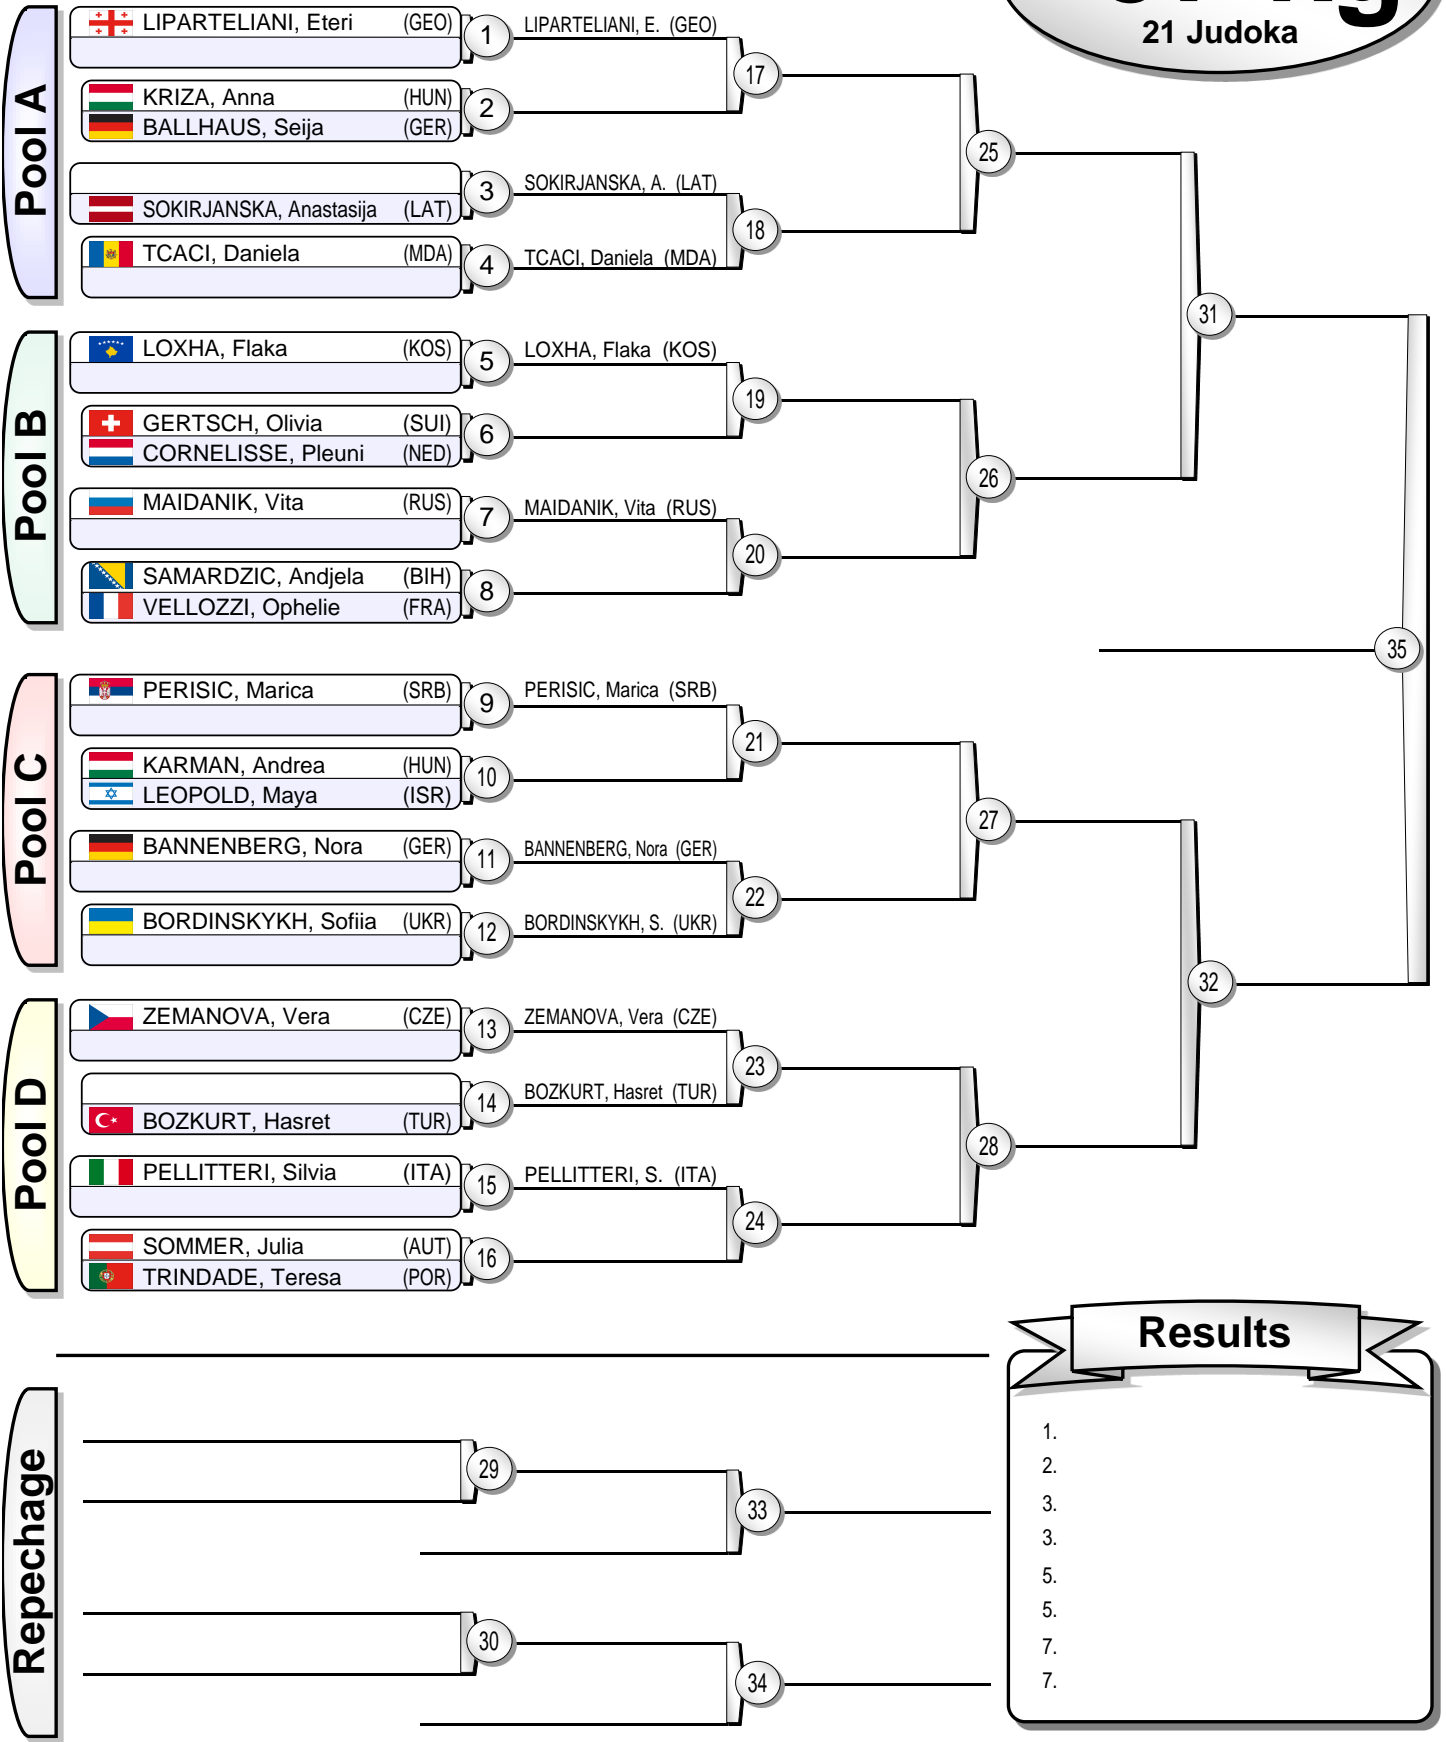 21 Judoka
Pool A
LIPARTELIANI, Eteri (GEO) 1 LIPARTELIANI, E. (GEO)
17
KRIZA, Anna (HUN)
BALLHAUS, Seija (GER) 2
25
3 SOKIRJANSKA, A. (LAT)
SOKIRJANSKA, Anastasija (LAT)
18
TCACI, Daniela (MDA) 4 TCACI, Daniela (MDA)
31
Pool B
LOXHA, Flaka (KOS) 5 LOXHA, Flaka (KOS)
19
GERTSCH, Olivia (SUI)
CORNELISSE, Pleuni (NED) 6
26
MAIDANIK, Vita (RUS) 7 MAIDANIK, Vita (RUS)
20
SAMARDZIC, Andjela (BIH)
VELLOZZI, Ophelie (FRA) 8
35
Pool C
PERISIC, Marica (SRB) 9 PERISIC, Marica (SRB)
21
KARMAN, Andrea (HUN)
LEOPOLD, Maya (ISR) 10
27
BANNENBERG, Nora (GER) 11 BANNENBERG, Nora (GER)
22
BORDINSKYKH, Sofiia (UKR) 12 BORDINSKYKH, S. (UKR)
32
Pool D
ZEMANOVA, Vera (CZE) 13 ZEMANOVA, Vera (CZE)
23
14 BOZKURT, Hasret (TUR)
BOZKURT, Hasret (TUR)
28
PELLITTERI, Silvia (ITA) 15 PELLITTERI, S. (ITA)
24
SOMMER, Julia (AUT)
TRINDADE, Teresa (POR) 16
Repechage
29
33
30
34
Results
1.
2.
3.
3.
5.
5.
7.
7.